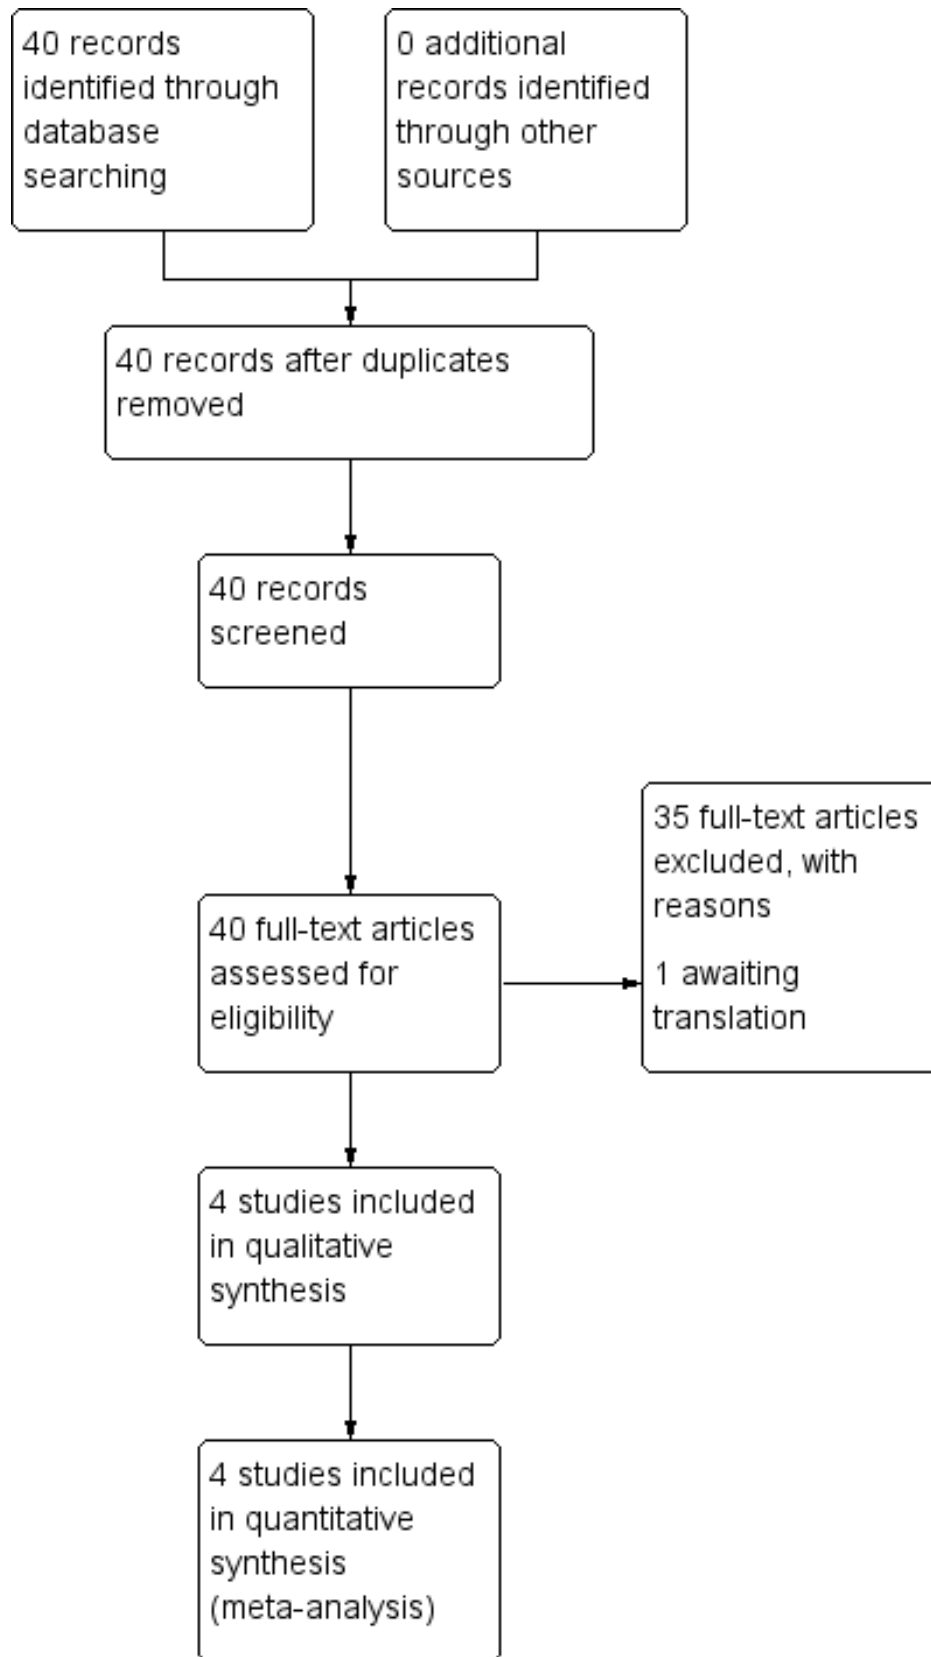 40 records
identified through
database
searching
0 additional
records identified
through other
sources
40 records after duplicates
removed
40 records
screened
35 full-text articles
excluded, with
reasons
1 awaiting
translation
40 full-text articles
assessed for
eligibility
4 studies included
in qualitative
synthesis
4 studies included
in quantitative
synthesis
(meta-analysis)